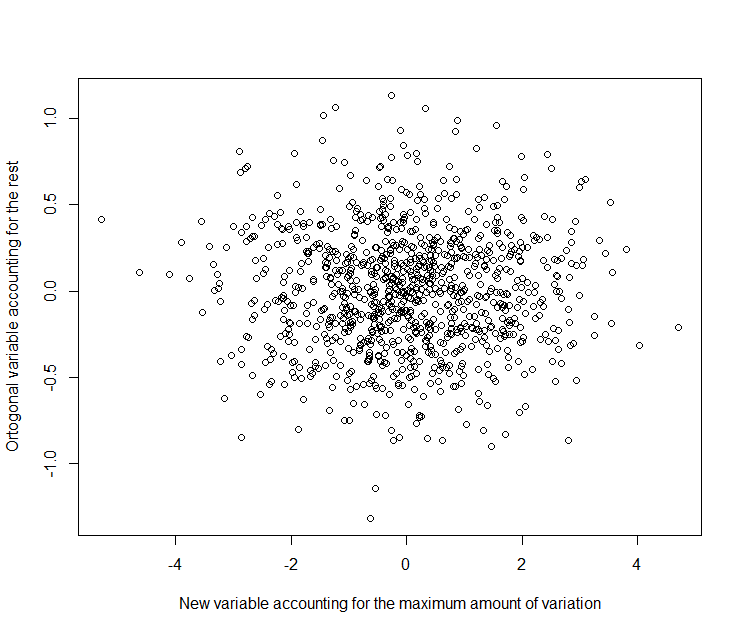 1.0
0.5
0.0
-0.5
-1.0
Ortogonal variable accounting for the rest
-4 -2 0 2 4
New variable accounting for the maximum amount of variation